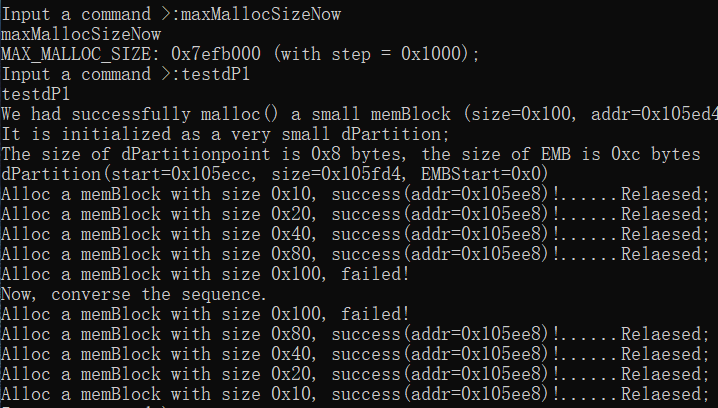 Input a command >:maxMallocSizeNow
maxMallocSizeNow
MAX_MALLOC_SIZE: 0x7efb000 (with step = 0x1000);
Input a command >:testdP1
testdP1
We had successfully malloc() a small memBlock (size=0x100, addr=0x105ed4
It is initialized as a very small dPartition;
The size of dPartitionpoint is 0x8 bytes, the size of EMB is 0xc bytes
dPartition(start=0x105ecc, size=0x105fd4, EMBStart=0x0)
Alloc a memBlock with size 0x10, success(addr=0x105ee8)!......Relaesed;
Alloc a memBlock with size 0x20, success(addr=0x105ee8)!......Relaesed;
Alloc a memBlock with size 0x40, success(addr=0x105ee8)!......Relaesed;
Alloc a memBlock with size 0x80, success(addr=0x105ee8)!......Relaesed;
Alloc a memBlock with size 0x100, failed!
Now, converse the sequence.
Alloc a memBlock with size 0x100, failed!
Alloc a memBlock with size 0x80, success(addr=0x105ee8)!......Relaesed;
Alloc a memBlock with size 0x40, success(addr=0x105ee8)!......Relaesed;
Alloc a memBlock with size 0x20, success(addr=0x105ee8)!......Relaesed;
Alloc a memBlock with size 0x10, success(addr=0x105ee8)!......Relaesed;